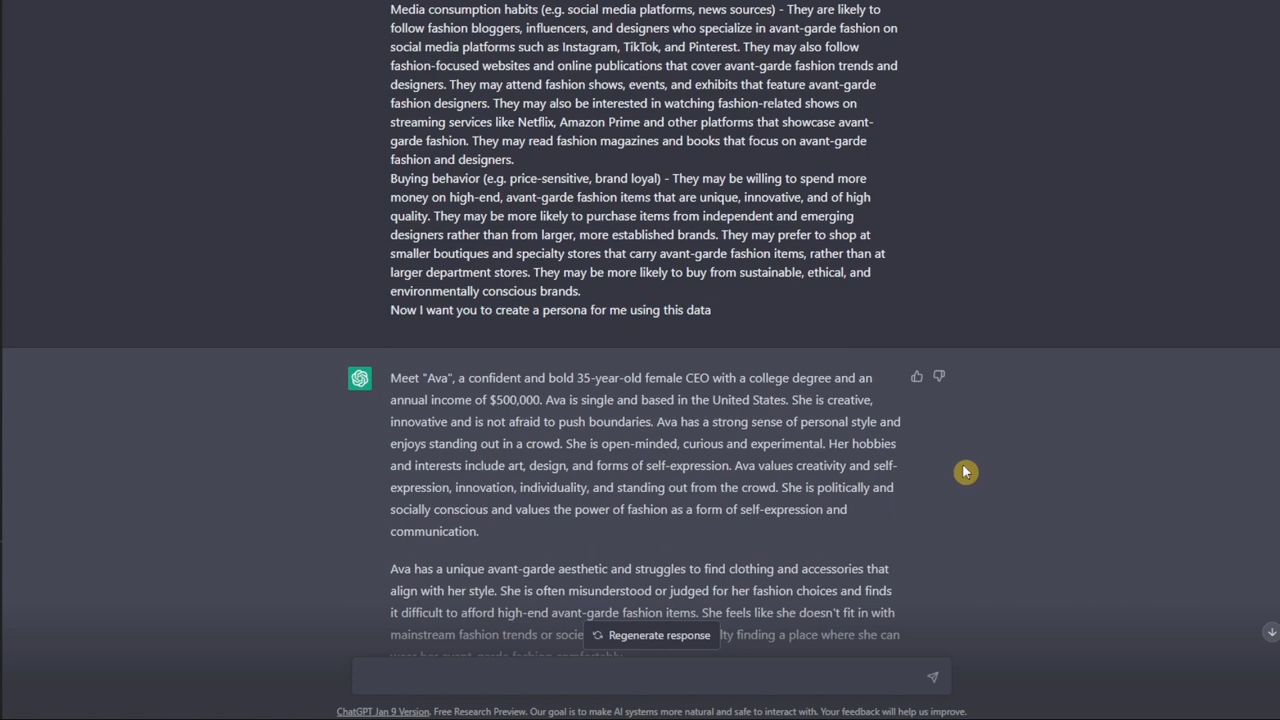 Media consumption habits (e.g. social media platforms, news sources) - They are likely to
follow fashion bloggers, influencers, and designers who specialize in avant-garde fashion on
social media platforms such as Instagram, TikTok, and Pinterest. They may also follow
fashion-focused websites and online publications that cover avant-garde fashion trends and
designers. They may attend fashion shows, events, and exhibits that feature avant-garde
fashion designers. They may also be interested in watching fashion-related shows on
streaming services like Netflix, Amazon Prime and other platforms that showcase avant-
garde fashion. They may read fashion magazines and books that focus on avant-garde
fashion and designers.
Buying behavior (e.g. price-sensitive, brand loyal) - They may be willing to spend more
money on high-end, avant-garde fashion items that are unique, innovative, and of high
quality. They may be more likely to purchase items from independent and emerging
designers rather than from larger, more established brands. They may prefer to shop at
smaller boutiques and specialty stores that carry avant-garde fashion items, rather than at
larger department stores. They may be more likely to buy from sustainable, ethical, and
environmentally conscious brands.
Now I want you to create a persona for me using this data
Meet "Ava", a confident and bold 35-year-old female CEO with a college degree and an
annual income of $500,000. Ava is single and based in the United States. She is creative,
innovative and is not afraid to push boundaries. Ava has a strong sense of personal style and
enjoys standing out in a crowd. She is open-minded, curious and experimental. Her hobbies
and interests include art, design, and forms of self-expression. Ava values creativity and self-
expression, innovation, individuality, and standing out from the crowd. She is politically and
socially conscious and values the power of fashion as a form of self-expression and
communication.
Ava has a unique avant-garde aesthetic and struggles to find clothing and accessories that
align with her style. She is often misunderstood or judged for her fashion choices and finds
it difficult to afford high-end avant-garde fashion items. She feels like she doesn't fit in with
mainstream fashion trends or finding a place where she can
Regenerate response
ChatGPT Jan 9 Version. Free Research Preview. Our goal is to make AI systems more natural and safe to interact with. Your feedback will help us improve.